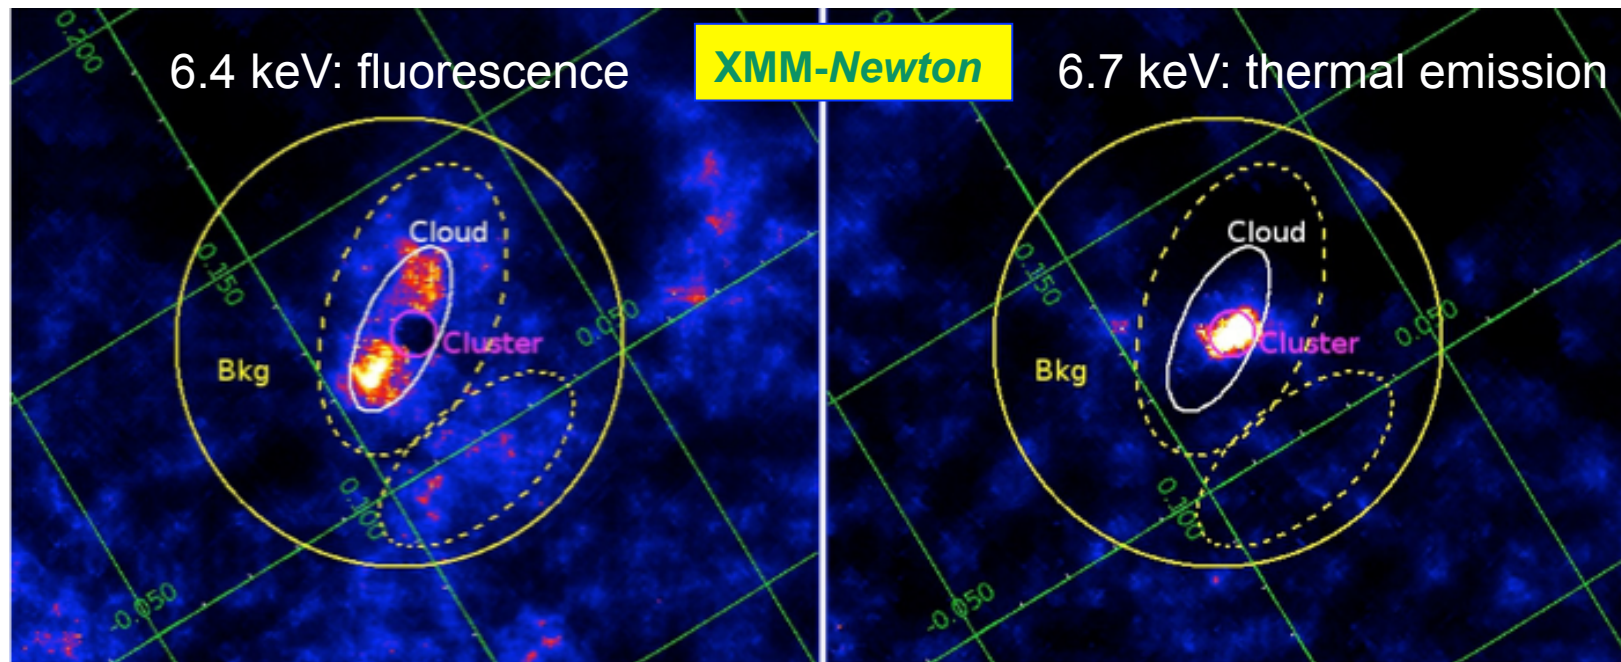 6.4 keV: fluorescence
XMM-Newton
6.7 keV: thermal emission
0.200
Cloud
0.150
Cluster
0.050
Bkg
0.100
-0.050
Cloud
0.150
Cluster
0.050
Bkg
0.100
-0.050